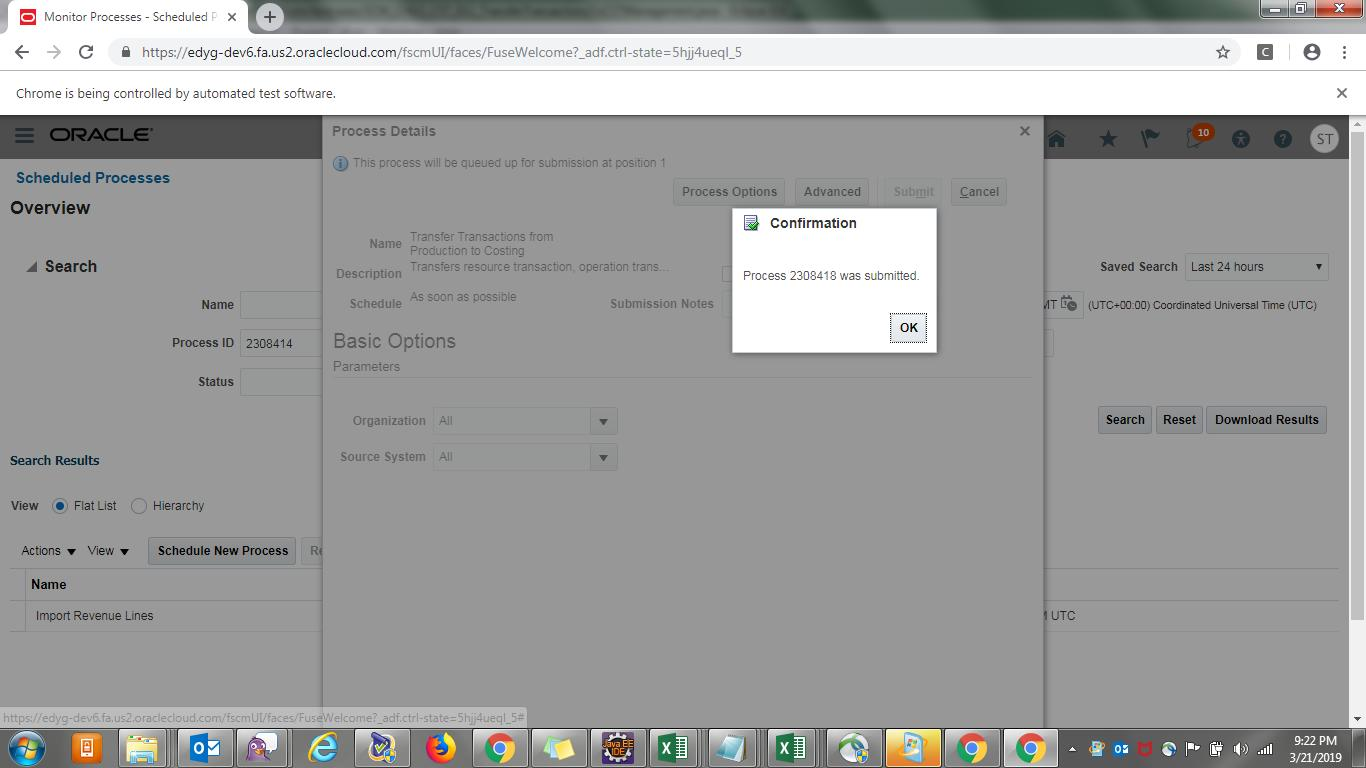 Monitor Processes - Scheduled P
https://edyg-dev6.fa.us2.oraclecloud.com/fscmUI/faces/FuseWelcome?_adf.ctrl-state=5hjj4ueql_5
C
Chrome is being controlled by automated test software.
ORACLE
Process Details
10
ST
This process will be queued up for submission at position 1
Scheduled Processes
Process Options Advanced Submit Cancel
Overview
Confirmation
Name Transfer Transactions from
Production to Costing
Search
Description Transfers resource transaction, operation trans...
Process 2308418 was submitted.
Saved Search Last 24 hours
Schedule As soon as possible Submission Notes
Name
MT (UTC+00:00) Coordinated Universal Time (UTC)
OK
Process ID 2308414
Basic Options
Parameters
Status
Organization All
Search Reset Download Results
Source System All
Search Results
View Flat List Hierarchy
Actions View Schedule New Process Re
Name
Import Revenue Lines
M UTC
https://edyg-dev6.fa.us2.oraclecloud.com/fscmUI/faces/FuseWelcome?_adf.ctrl-state=5hjj4ueql_5#
Java EE
IDE
9:22 PM
3/21/2019